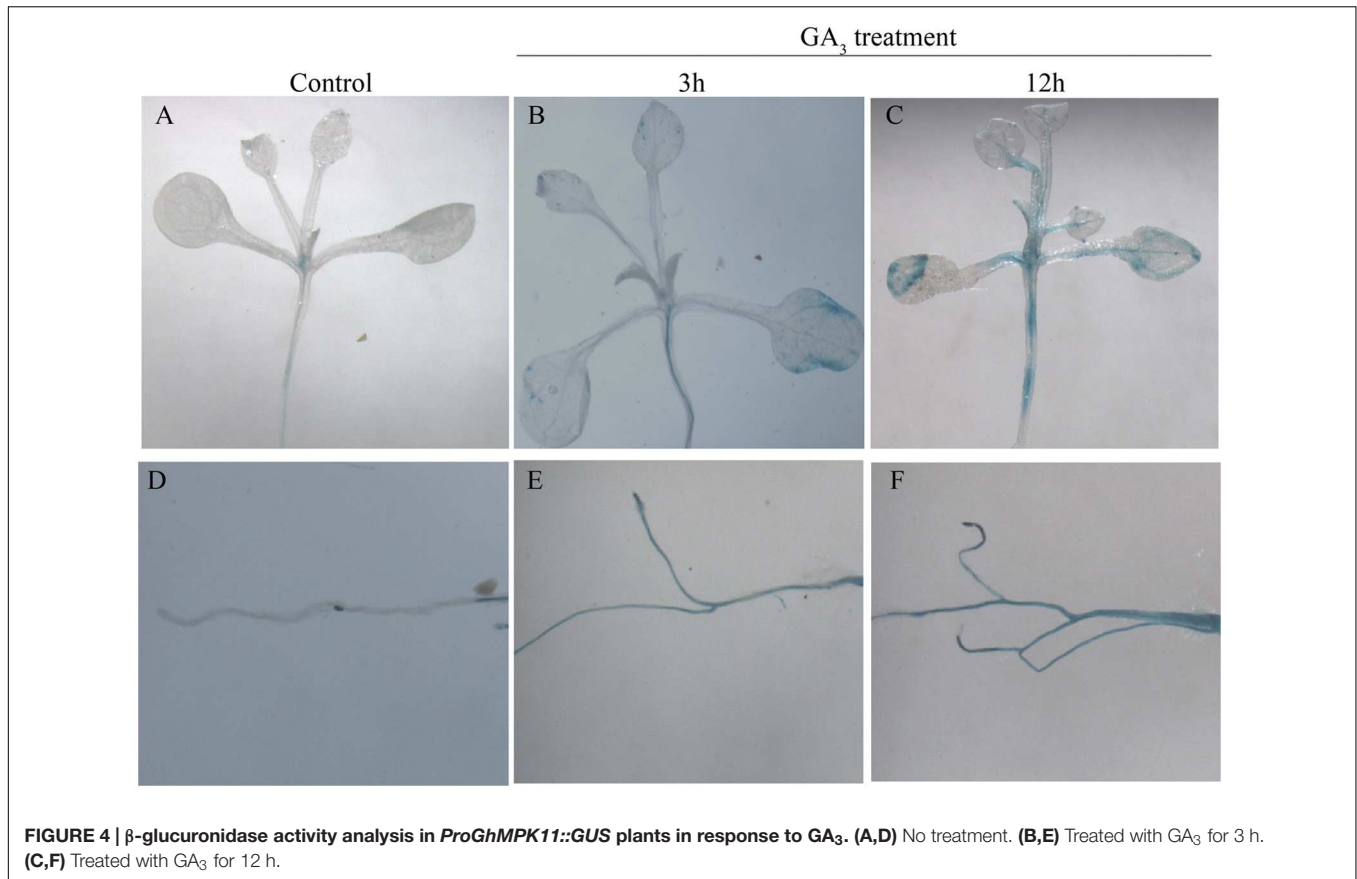 GA₃ treatment
Control 3h 12h
A B C
D E F
FIGURE 4 | β-glucuronidase activity analysis in ProGhMPK11::GUS plants in response to GA₃. (A,D) No treatment. (B,E) Treated with GA₃ for 3 h.
(C,F) Treated with GA₃ for 12 h.